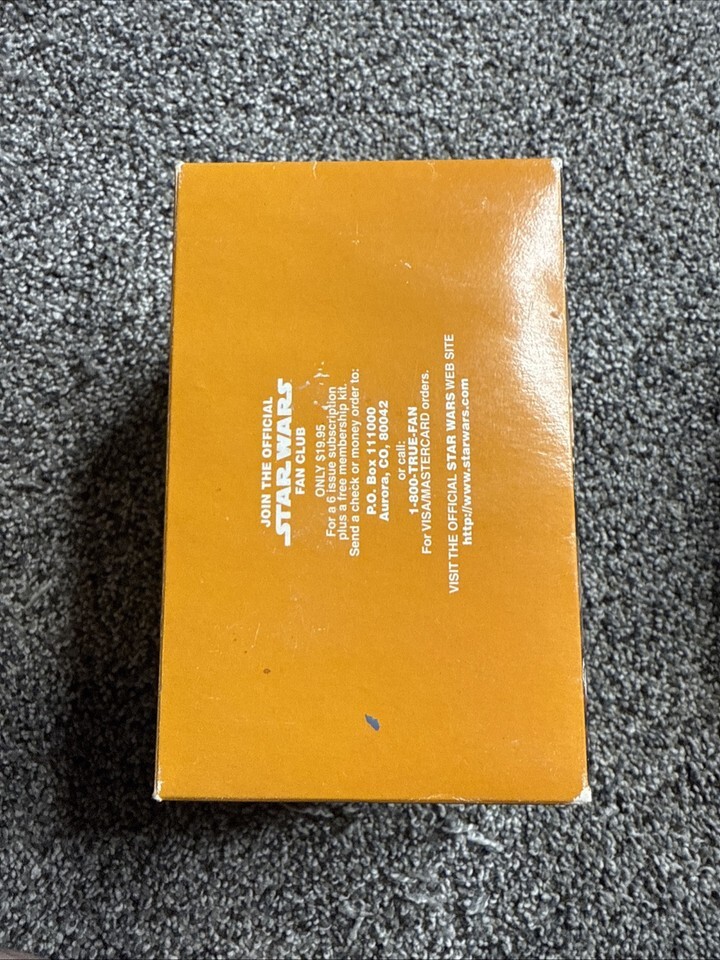 JOIN THE OFFICIAL
STAR WARS
FAN CLUB
ONLY $19.95
For a 6 issue subscription
plus a free membership kit.
Send a check or money order to:
P.O. Box 111000
Aurora, CO, 80042
or call:
1-800-TRUE-FAN
For VISA/MASTERCARD orders.
VISIT THE OFFICIAL STAR WARS WEB SITE
http://www.starwars.com